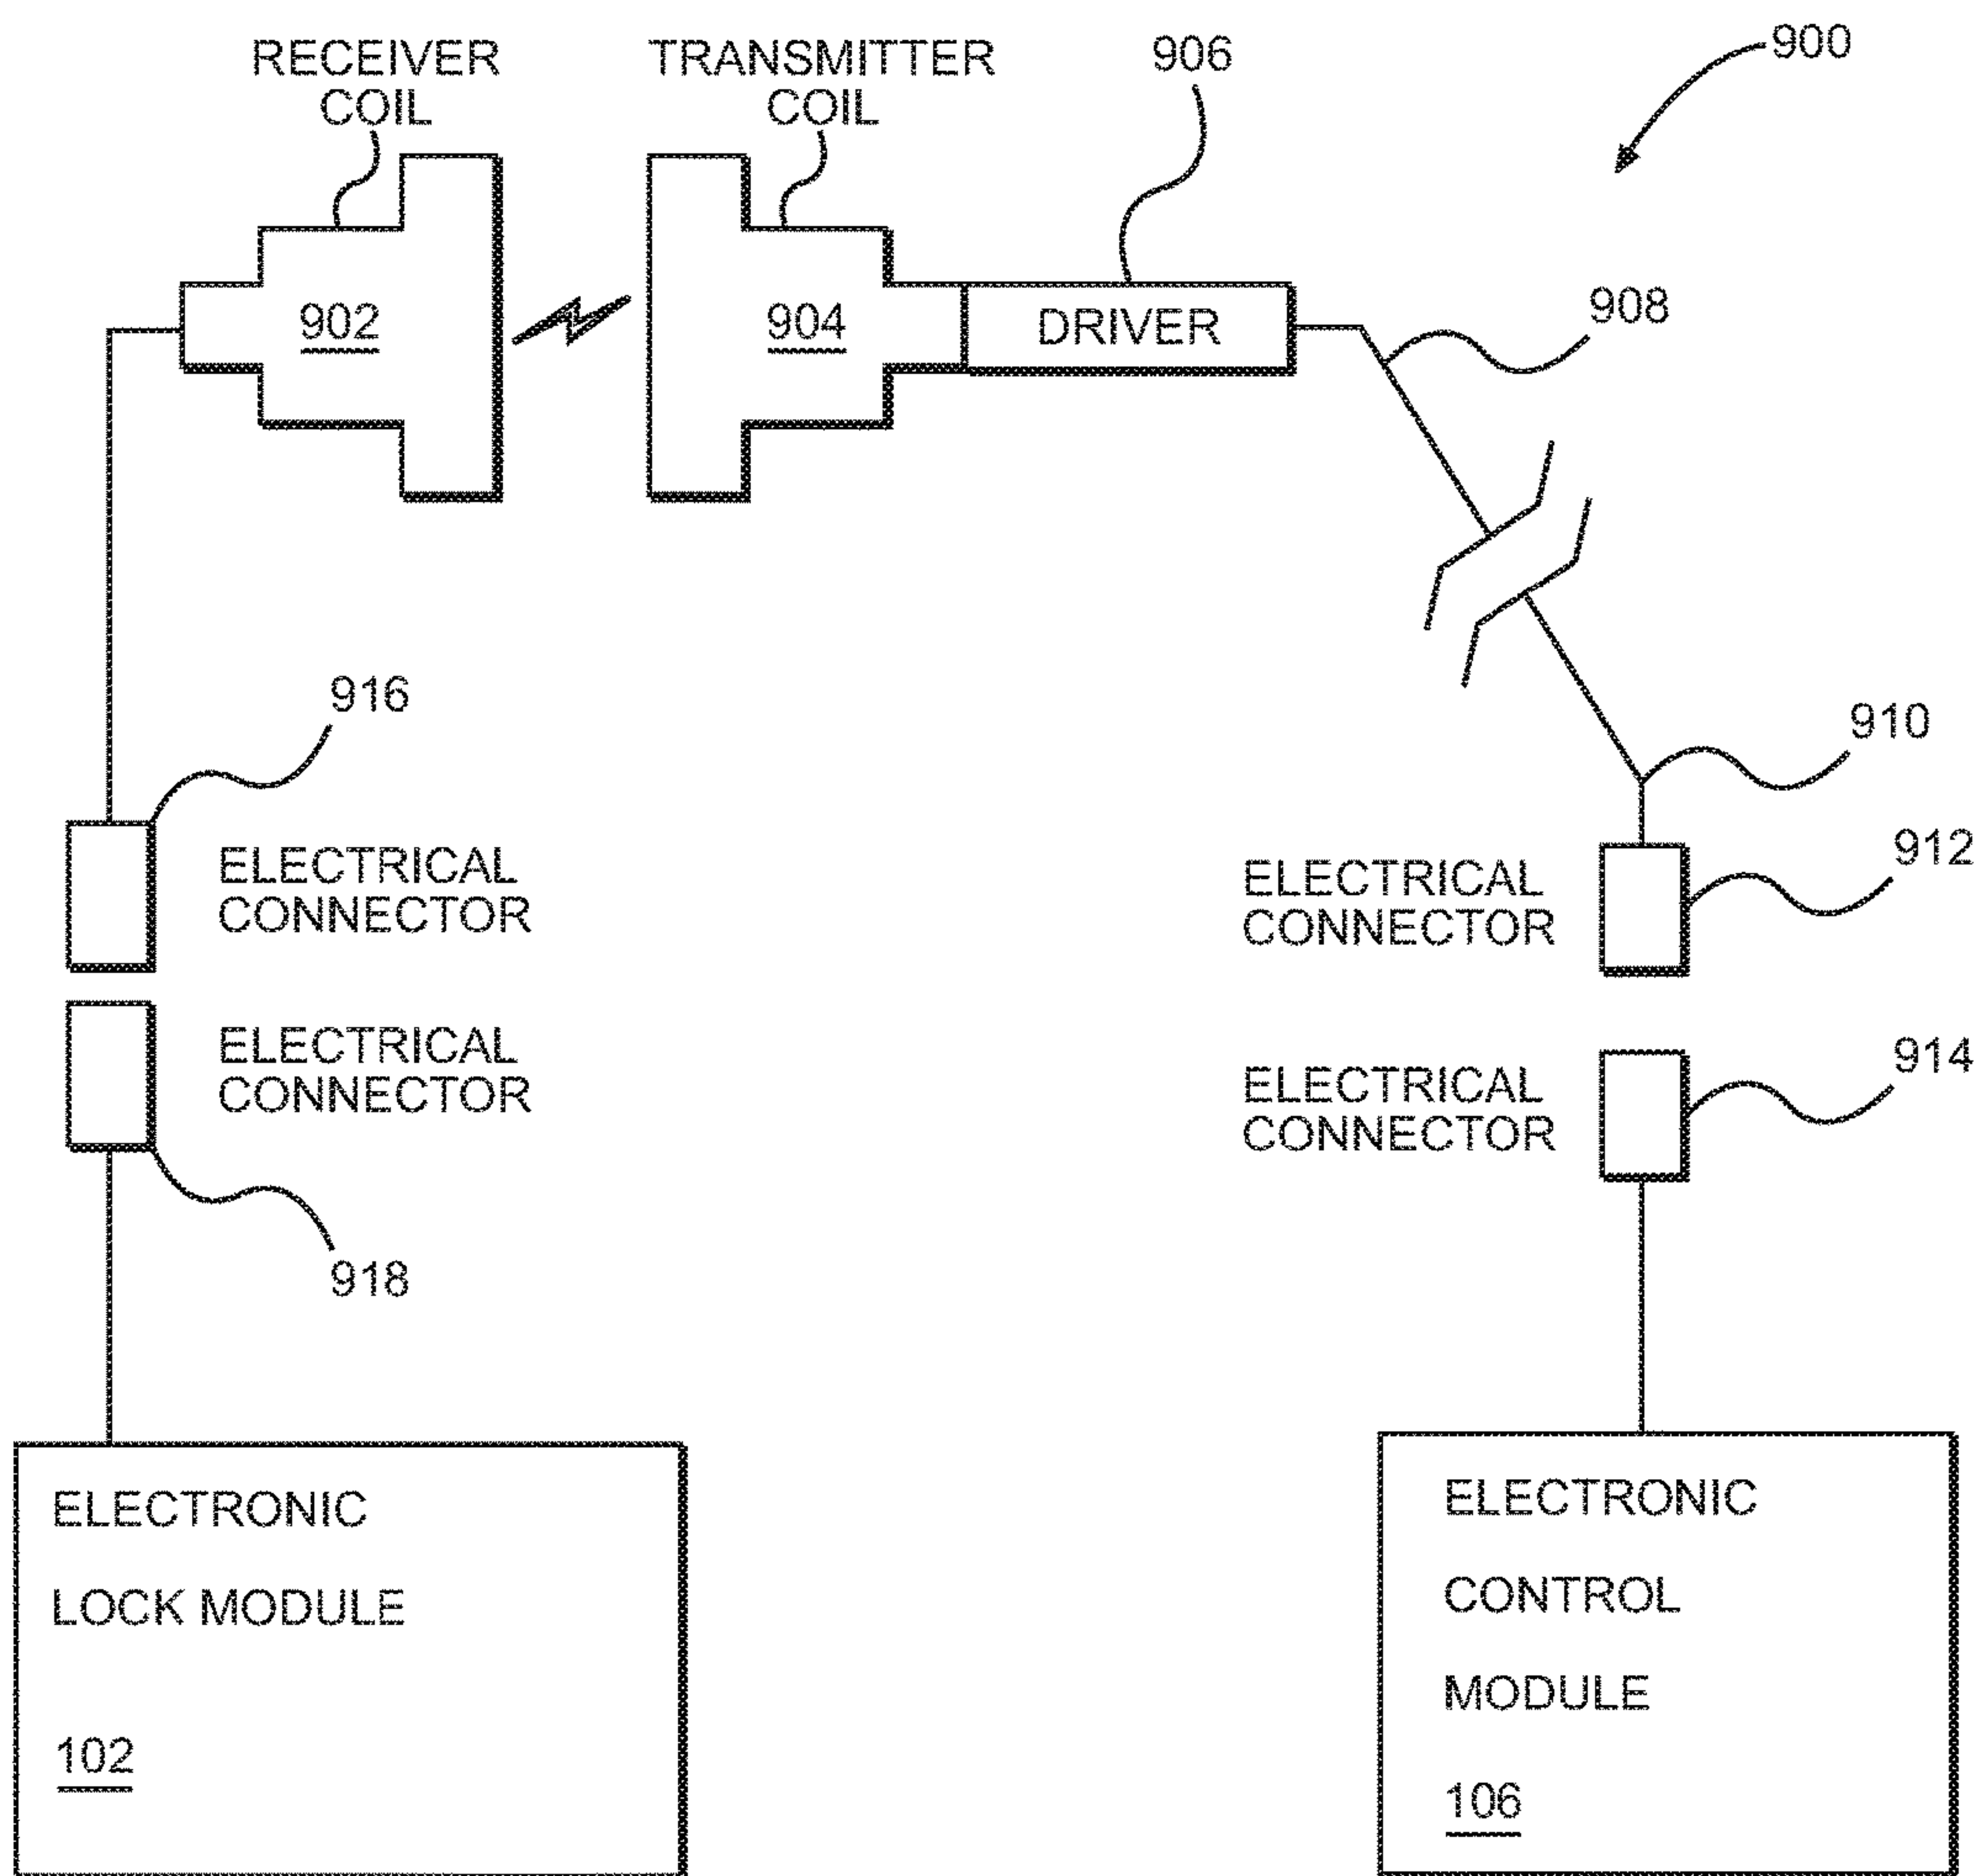 900
RECEIVER
COIL
TRANSMITTER
COIL
906
902
904
DRIVER
908
916
910
ELECTRICAL
CONNECTOR
912
ELECTRICAL
CONNECTOR
ELECTRICAL
CONNECTOR
914
ELECTRICAL
CONNECTOR
918
ELECTRONIC
LOCK MODULE
102
ELECTRONIC
CONTROL
MODULE
106